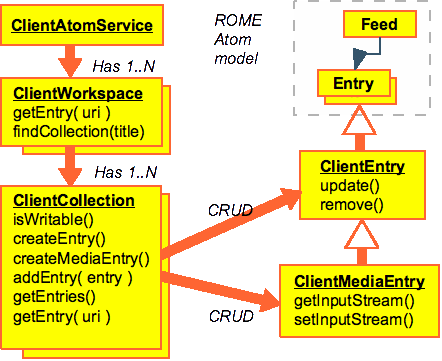 ClientAtomService
Has 1..N
ClientWorkspace
getEntry( uri )
findCollection(title)
Has 1..N
ClientCollection
isWritable()
createEntry()
createMediaEntry()
addEntry( entry )
getEntries()
getEntry( uri )
CRUD
CRUD
ROME
Atom
model
Feed
Entry
ClientEntry
update()
remove()
ClientMediaEntry
getInputStream()
setInputStream()